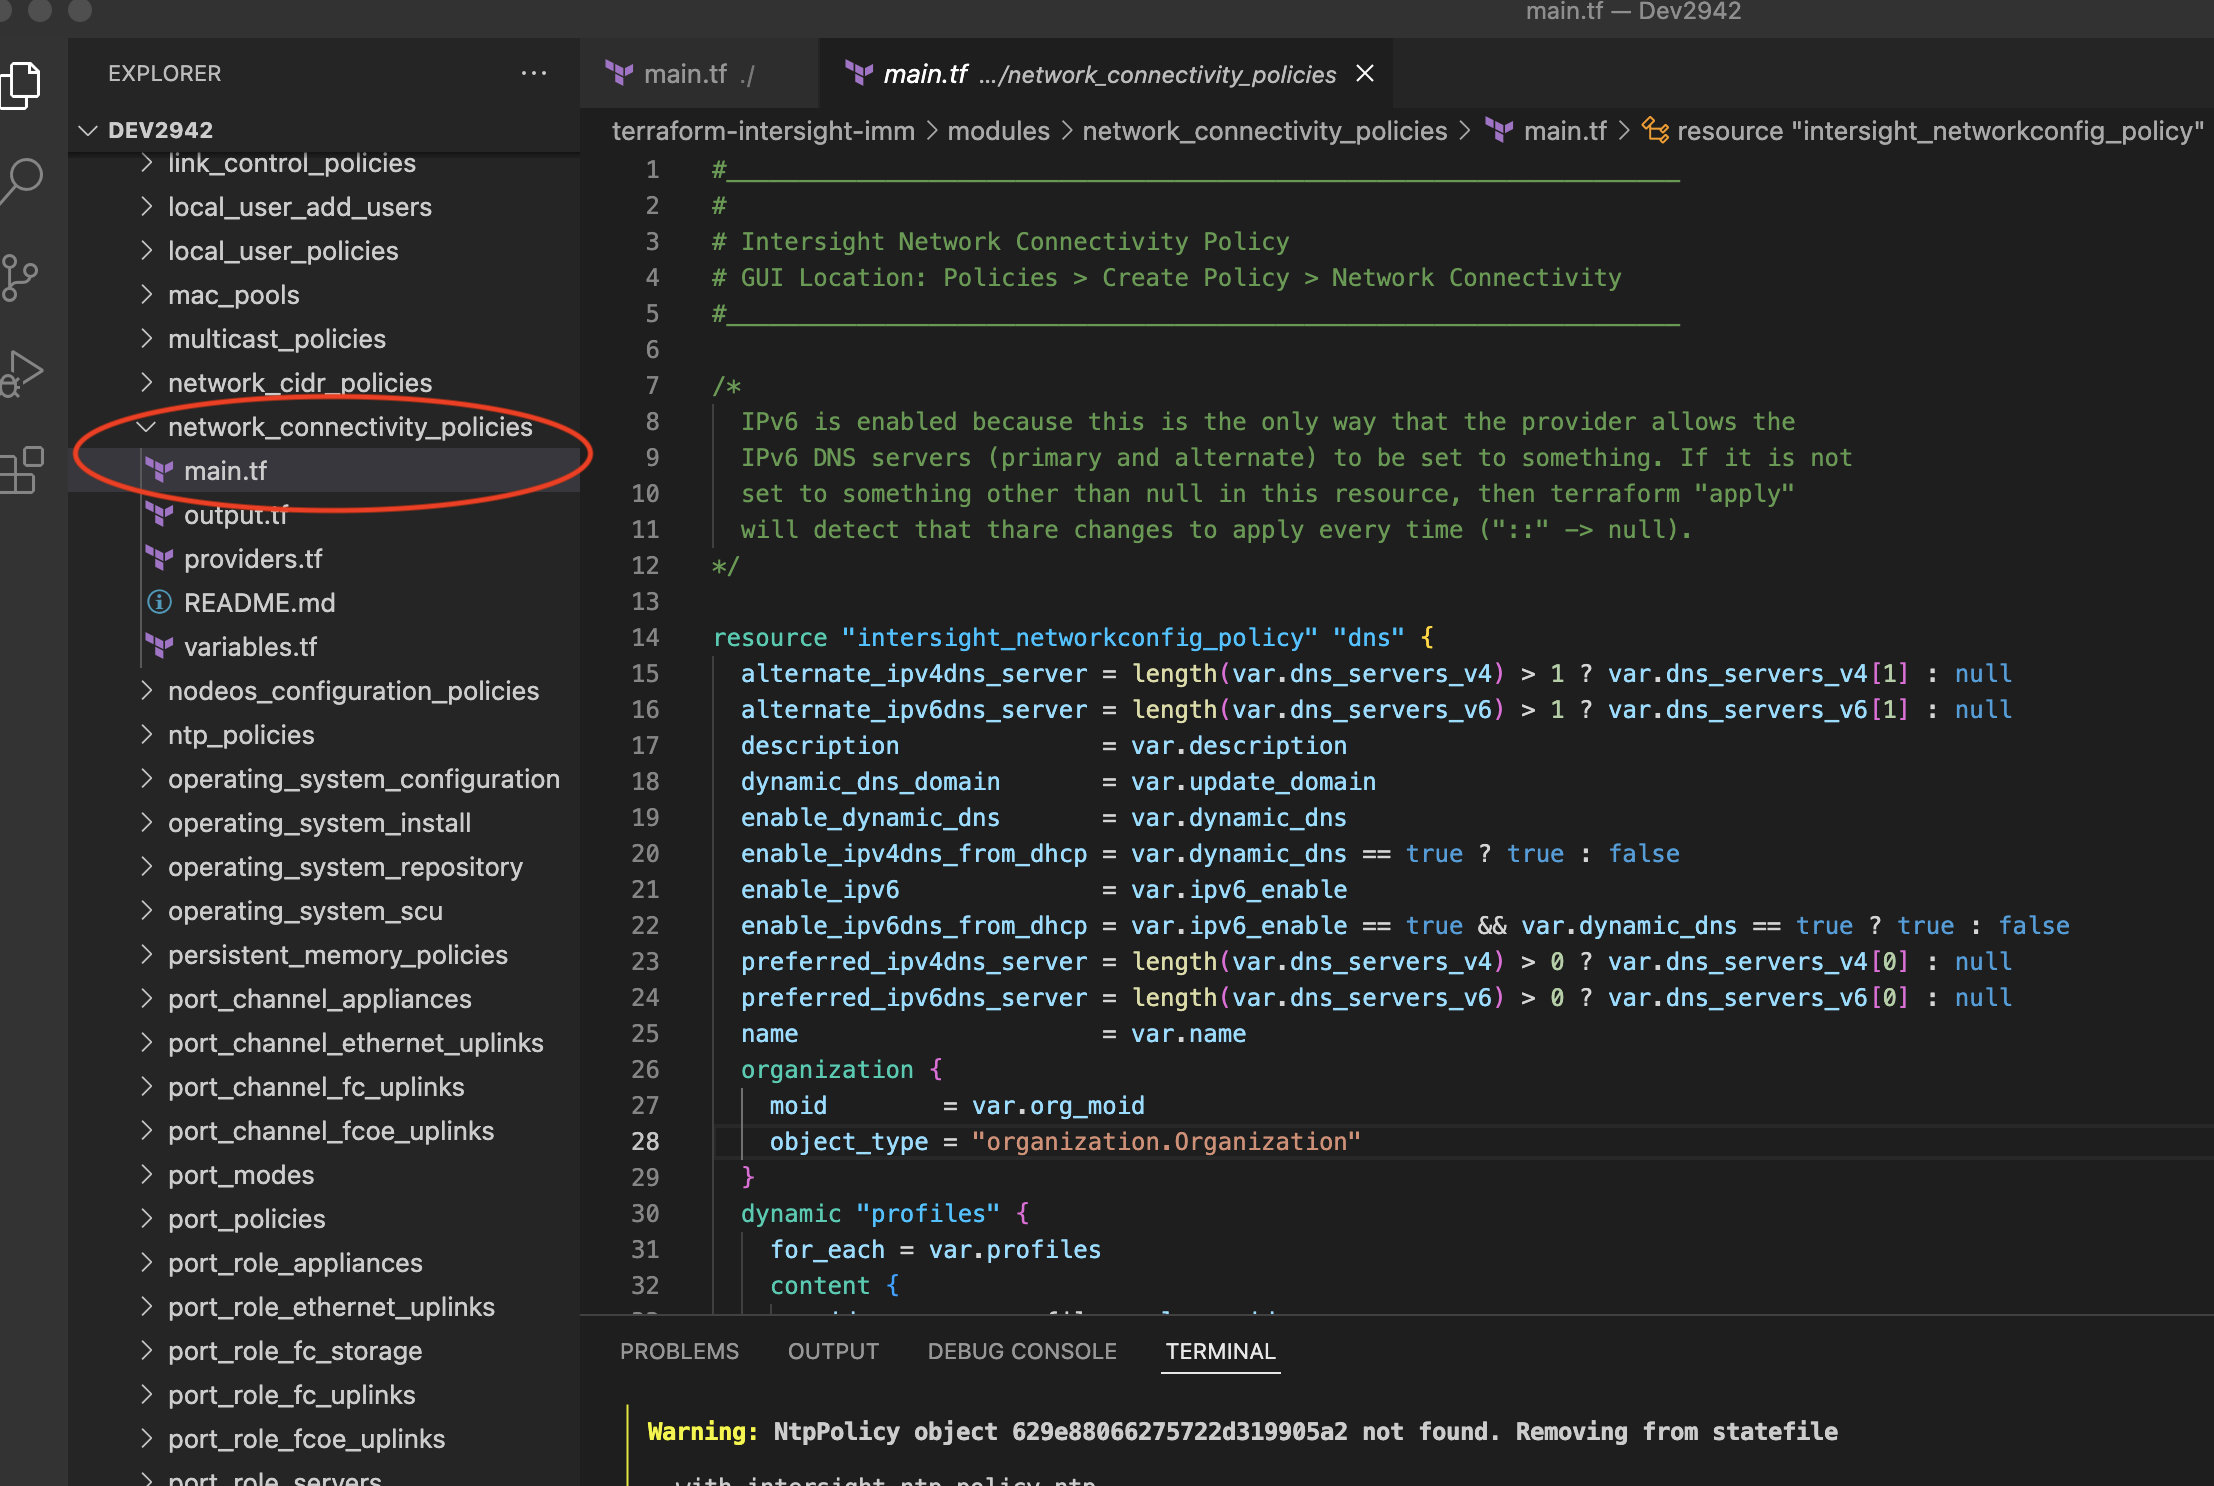 main.tf — Dev2942
EXPLORER
DEV2942
link_control_policies
local_user_add_users
local_user_policies
mac_pools
multicast_policies
network_cidr_policies
network_connectivity_policies
main.tf
output.tf
providers.tf
README.md
variables.tf
nodeos_configuration_policies
ntp_policies
operating_system_configuration
operating_system_install
operating_system_repository
operating_system_scu
persistent_memory_policies
port_channel_appliances
port_channel_ethernet_uplinks
port_channel_fc_uplinks
port_channel_fcoe_uplinks
port_modes
port_policies
port_role_appliances
port_role_ethernet_uplinks
port_role_fc_storage
port_role_fc_uplinks
port_role_fcoe_uplinks
port_role_servers
main.tf ./
main.tf .../network_connectivity_policies
terraform-intersight-imm > modules > network_connectivity_policies > main.tf > resource "intersight_networkconfig_policy"
1 #__________________________________________________________________
2 #
3 # Intersight Network Connectivity Policy
4 # GUI Location: Policies > Create Policy > Network Connectivity
5 #__________________________________________________________________
6
7 /*
8 IPv6 is enabled because this is the only way that the provider allows the
9 IPv6 DNS servers (primary and alternate) to be set to something. If it is not
10 set to something other than null in this resource, then terraform "apply"
11 will detect that thare changes to apply every time ("::" -> null).
12 */
13
14 resource "intersight_networkconfig_policy" "dns" {
15 alternate_ipv4dns_server = length(var.dns_servers_v4) > 1 ? var.dns_servers_v4[1] : null
16 alternate_ipv6dns_server = length(var.dns_servers_v6) > 1 ? var.dns_servers_v6[1] : null
17 description = var.description
18 dynamic_dns_domain = var.update_domain
19 enable_dynamic_dns = var.dynamic_dns
20 enable_ipv4dns_from_dhcp = var.dynamic_dns == true ? true : false
21 enable_ipv6 = var.ipv6_enable
22 enable_ipv6dns_from_dhcp = var.ipv6_enable == true && var.dynamic_dns == true ? true : false
23 preferred_ipv4dns_server = length(var.dns_servers_v4) > 0 ? var.dns_servers_v4[0] : null
24 preferred_ipv6dns_server = length(var.dns_servers_v6) > 0 ? var.dns_servers_v6[0] : null
25 name = var.name
26 organization {
27 moid = var.org_moid
28 object_type = "organization.Organization"
29 }
30 dynamic "profiles" {
31 for_each = var.profiles
32 content {
PROBLEMS OUTPUT DEBUG CONSOLE TERMINAL
Warning: NtpPolicy object 629e88066275722d319905a2 not found. Removing from statefile
with intersight_ntp_policy.ntp